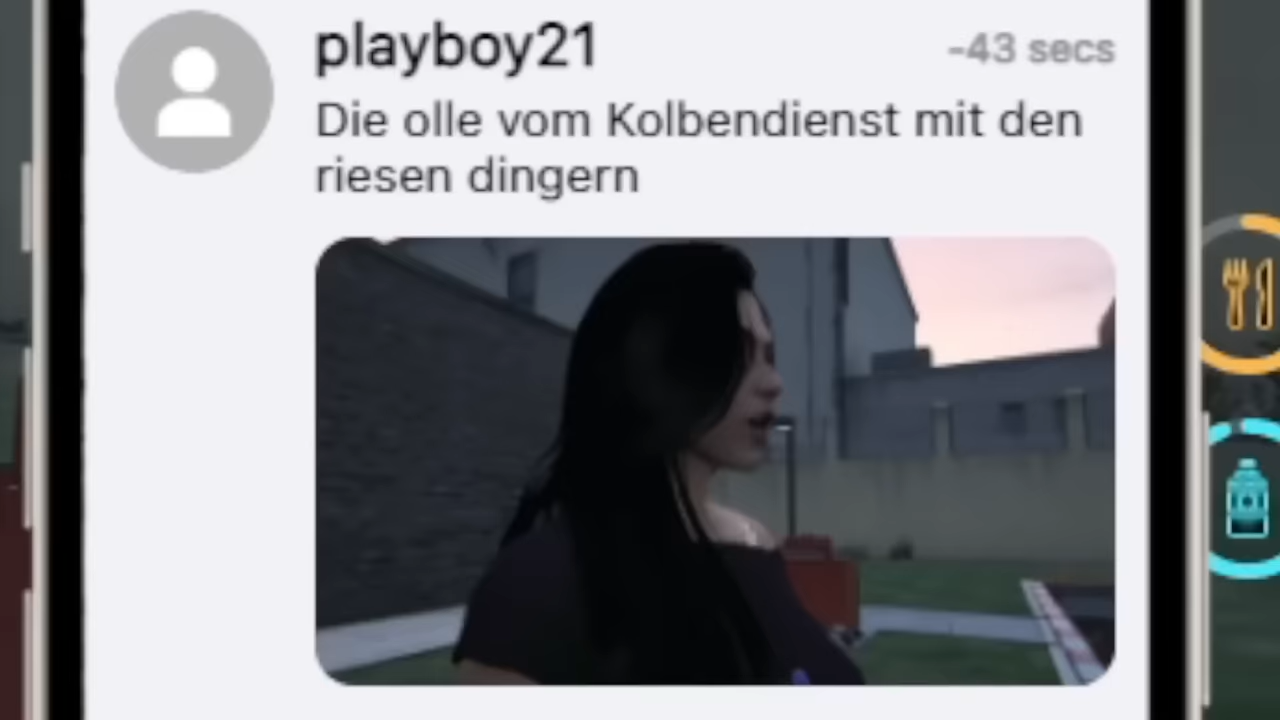 playboy21
-43 secs
Die olle vom Kolbendienst mit den
riesen dingern